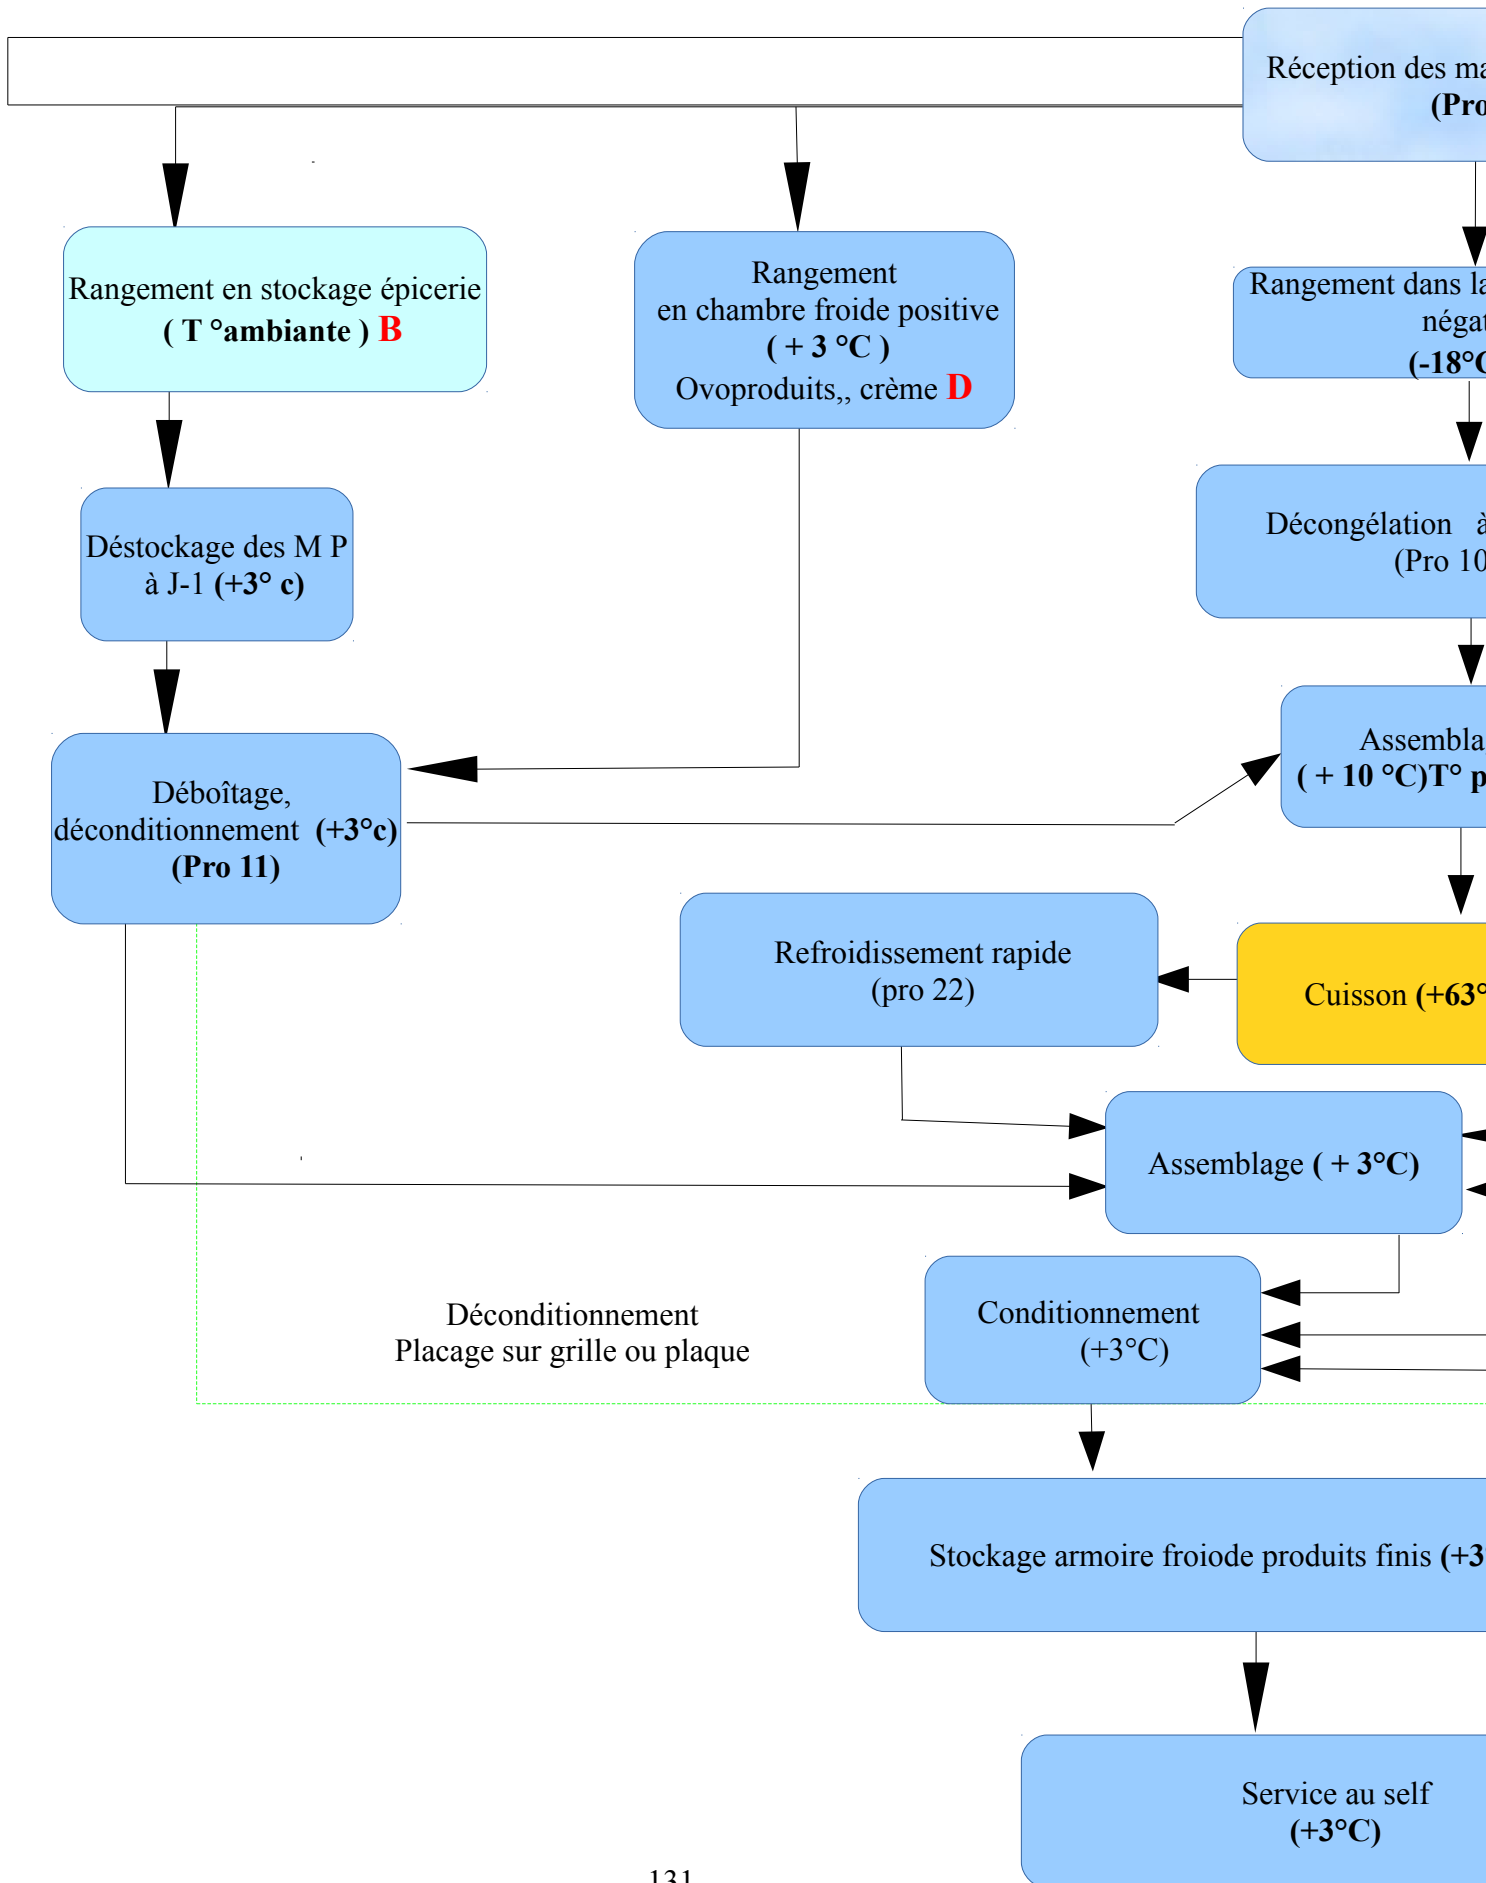 Réception des
(Pro
Rangement en stockage épicerie
( T °ambiante ) B
Rangement
en chambre froide positive
( + 3 °C )
Ovoproduits,, crème D
Rangement dans la
(-18°C
Déstockage des M P
à J-1 (+3° c)
Décongélation à
(Pro 10
Déboîtage,
déconditionnement (+3°c)
(Pro 11)
( + 10 °C)T°
Refroidissement rapide
(pro 22)
Cuisson (+63°
Assemblage ( + 3°C)
Déconditionnement
Placage sur grille ou plaque
Conditionnement
(+3°C)
Stockage armoire froiode produits finis (+3
Service au self
(+3°C)
131